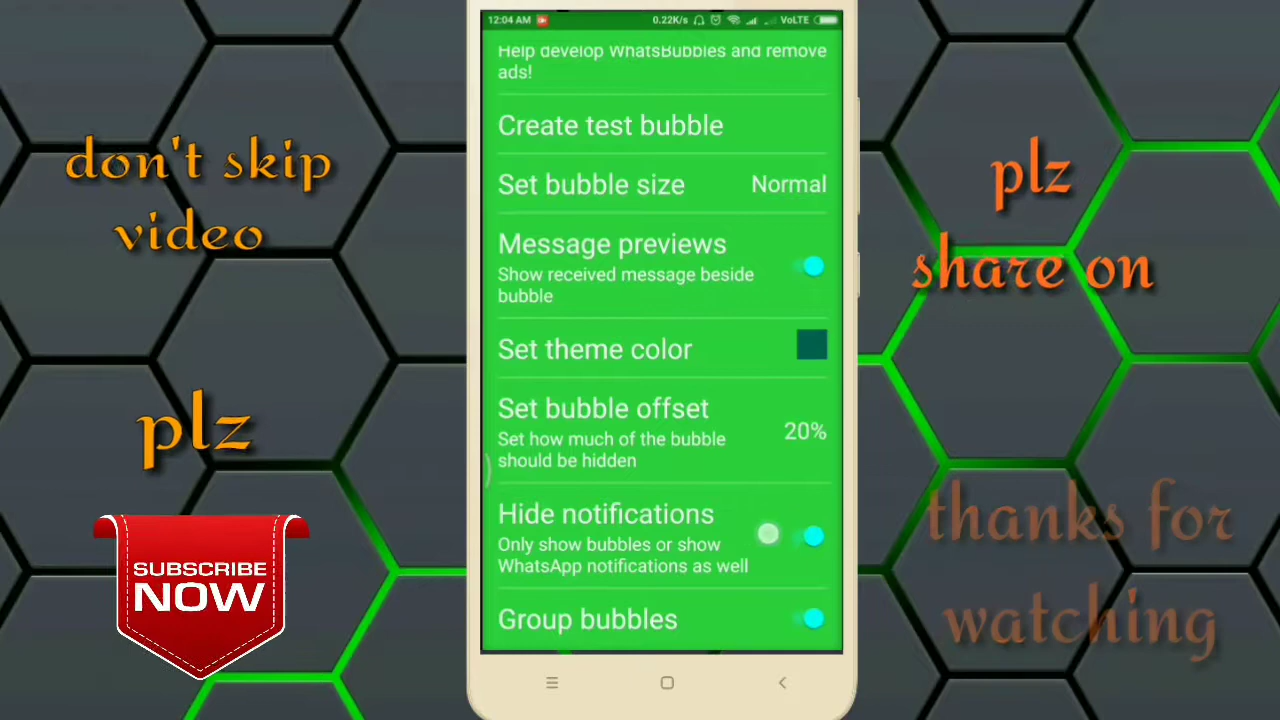 12:04 AM
0.22K/s
VoLTE
Help develop WhatsBubbles and remove
ads!
Create test bubble
Set bubble size
Normal
Message previews
Show received message beside
bubble
Set theme color
Set bubble offset
20%
Set how much of the bubble
should be hidden
Hide notifications
Only show bubbles or show
WhatsApp notifications as well
Group bubbles
don't skip
video
plz
SUBSCRIBE
NOW
plz
share on
thanks for
watching